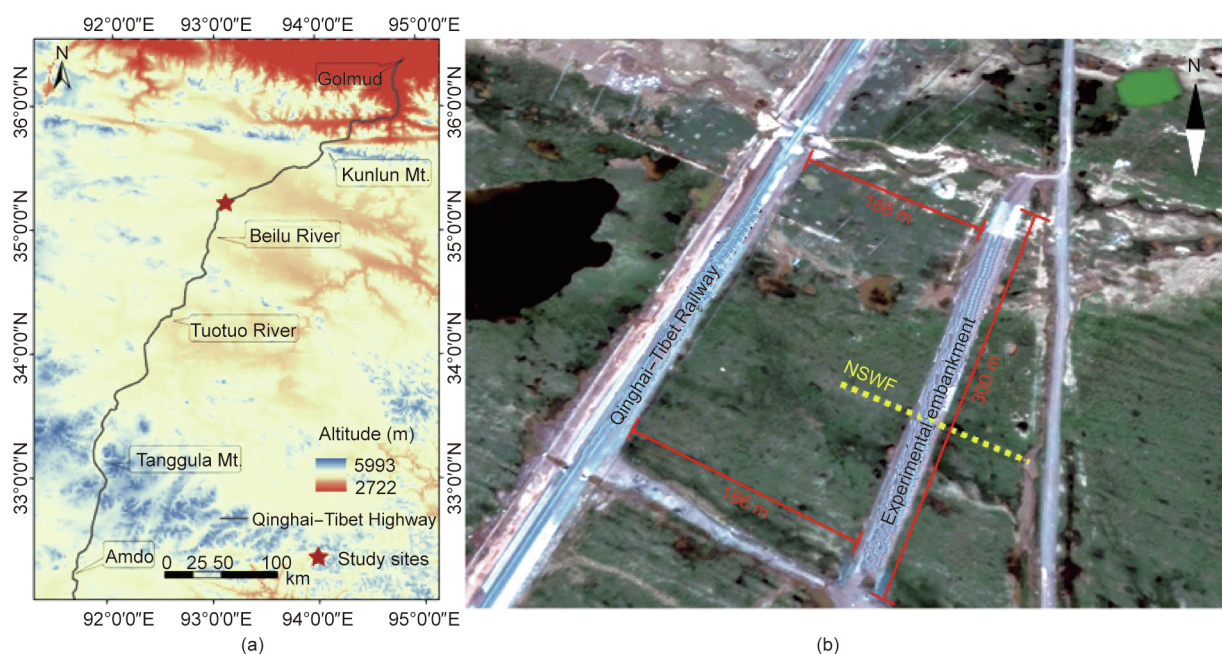 92°0′0″E 93°0′0″E 94°0′0″E 95°0′0″E
N
Golmud
36°0′0″N
36°0′0″N
Kunlun Mt.
35°0′0″N
35°0′0″N
Beilu River
Tuotuo River
34°0′0″N
34°0′0″N
Altitude (m)
5993
2722
Tanggula Mt.
33°0′0″N
33°0′0″N
Qinghai–Tibet Highway
Amdo
0 25 50 100
km
Study sites
92°0′0″E 93°0′0″E 94°0′0″E 95°0′0″E
(a)
N
168 m
Qinghai–Tibet Railway
NSWF
Experimental embankment
300 m
186 m
(b)